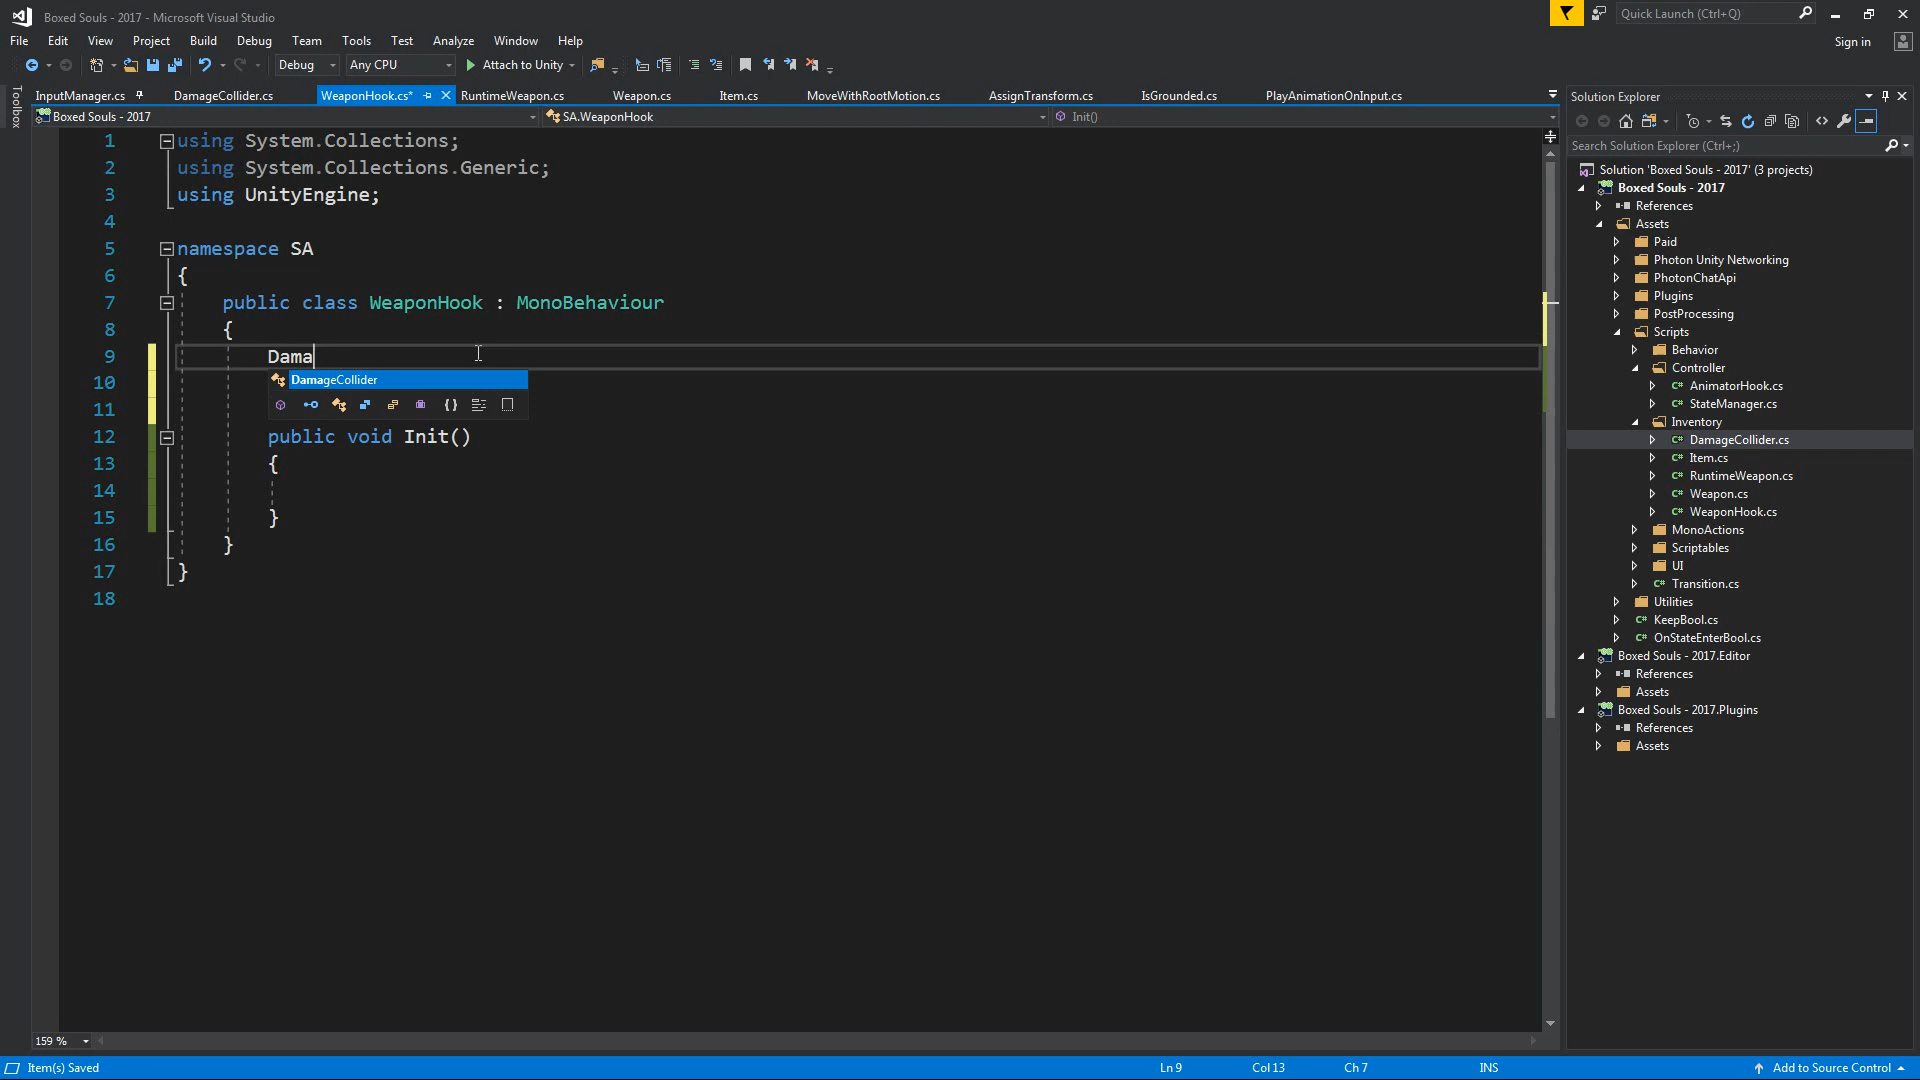 Boxed Souls - 2017 - Microsoft Visual Studio
Quick Launch (Ctrl+Q)
File Edit View Project Build Debug Team Tools Test Analyze Window Help
Sign in
Debug Any CPU Attach to Unity
Toolbox
InputManager.cs DamageCollider.cs WeaponHook.cs* RuntimeWeapon.cs Weapon.cs Item.cs MoveWithRootMotion.cs AssignTransform.cs IsGrounded.cs PlayAnimationOnInput.cs
Boxed Souls - 2017 SA.WeaponHook Init()
1 using System.Collections;
2 using System.Collections.Generic;
3 using UnityEngine;
4
5 namespace SA
6 {
7 public class WeaponHook : MonoBehaviour
8 {
9 Dama
DamageCollider
10
11
12 public void Init()
13 {
14
15 }
16 }
17 }
18
159 %
Solution Explorer
Search Solution Explorer (Ctrl+;)
Solution 'Boxed Souls - 2017' (3 projects)
Boxed Souls - 2017
References
Assets
Paid
Photon Unity Networking
PhotonChatApi
Plugins
PostProcessing
Scripts
Behavior
Controller
C# AnimatorHook.cs
C# StateManager.cs
Inventory
C# DamageCollider.cs
C# Item.cs
C# RuntimeWeapon.cs
C# Weapon.cs
C# WeaponHook.cs
MonoActions
Scriptables
UI
C# Transition.cs
Utilities
C# KeepBool.cs
C# OnStateEnterBool.cs
Boxed Souls - 2017.Editor
References
Assets
Boxed Souls - 2017.Plugins
References
Assets
Item(s) Saved Ln 9 Col 13 Ch 7 INS Add to Source Control